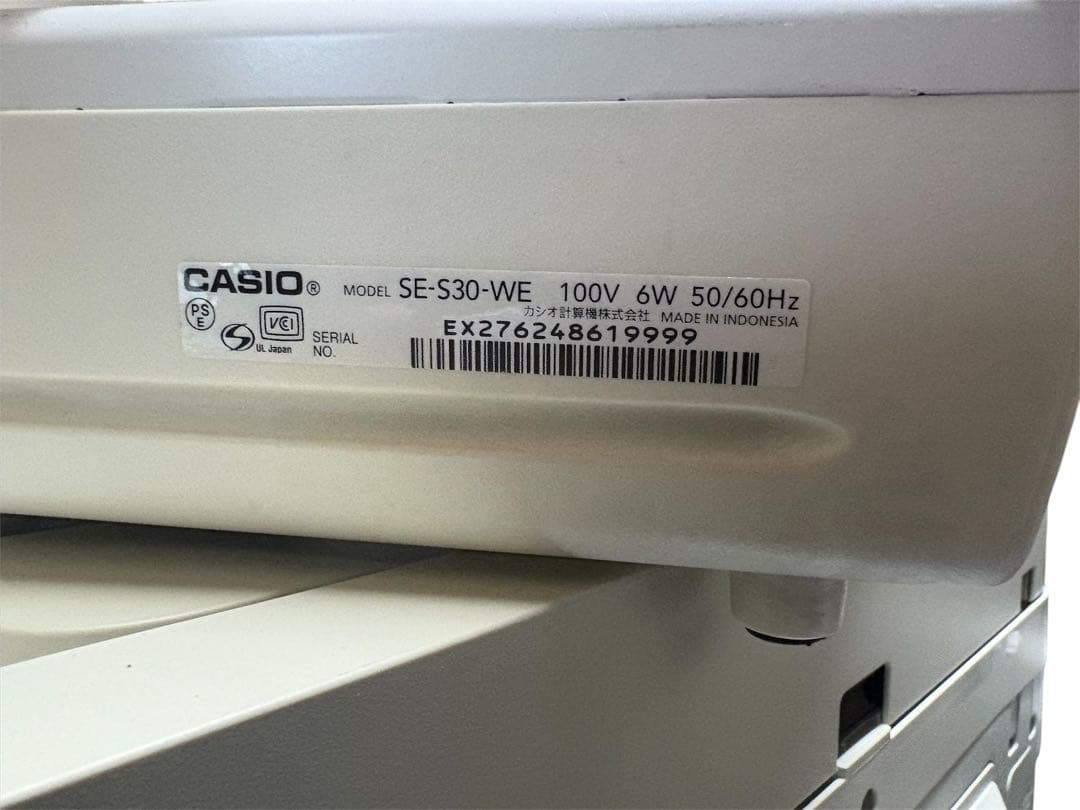 CASIO® MODEL SE-S30-WE 100V 6W 50/60Hz
カシオ計算機株式会社 MADE IN INDONESIA
PS
E
VCI
UL Japan
SERIAL
NO.
EX276248619999